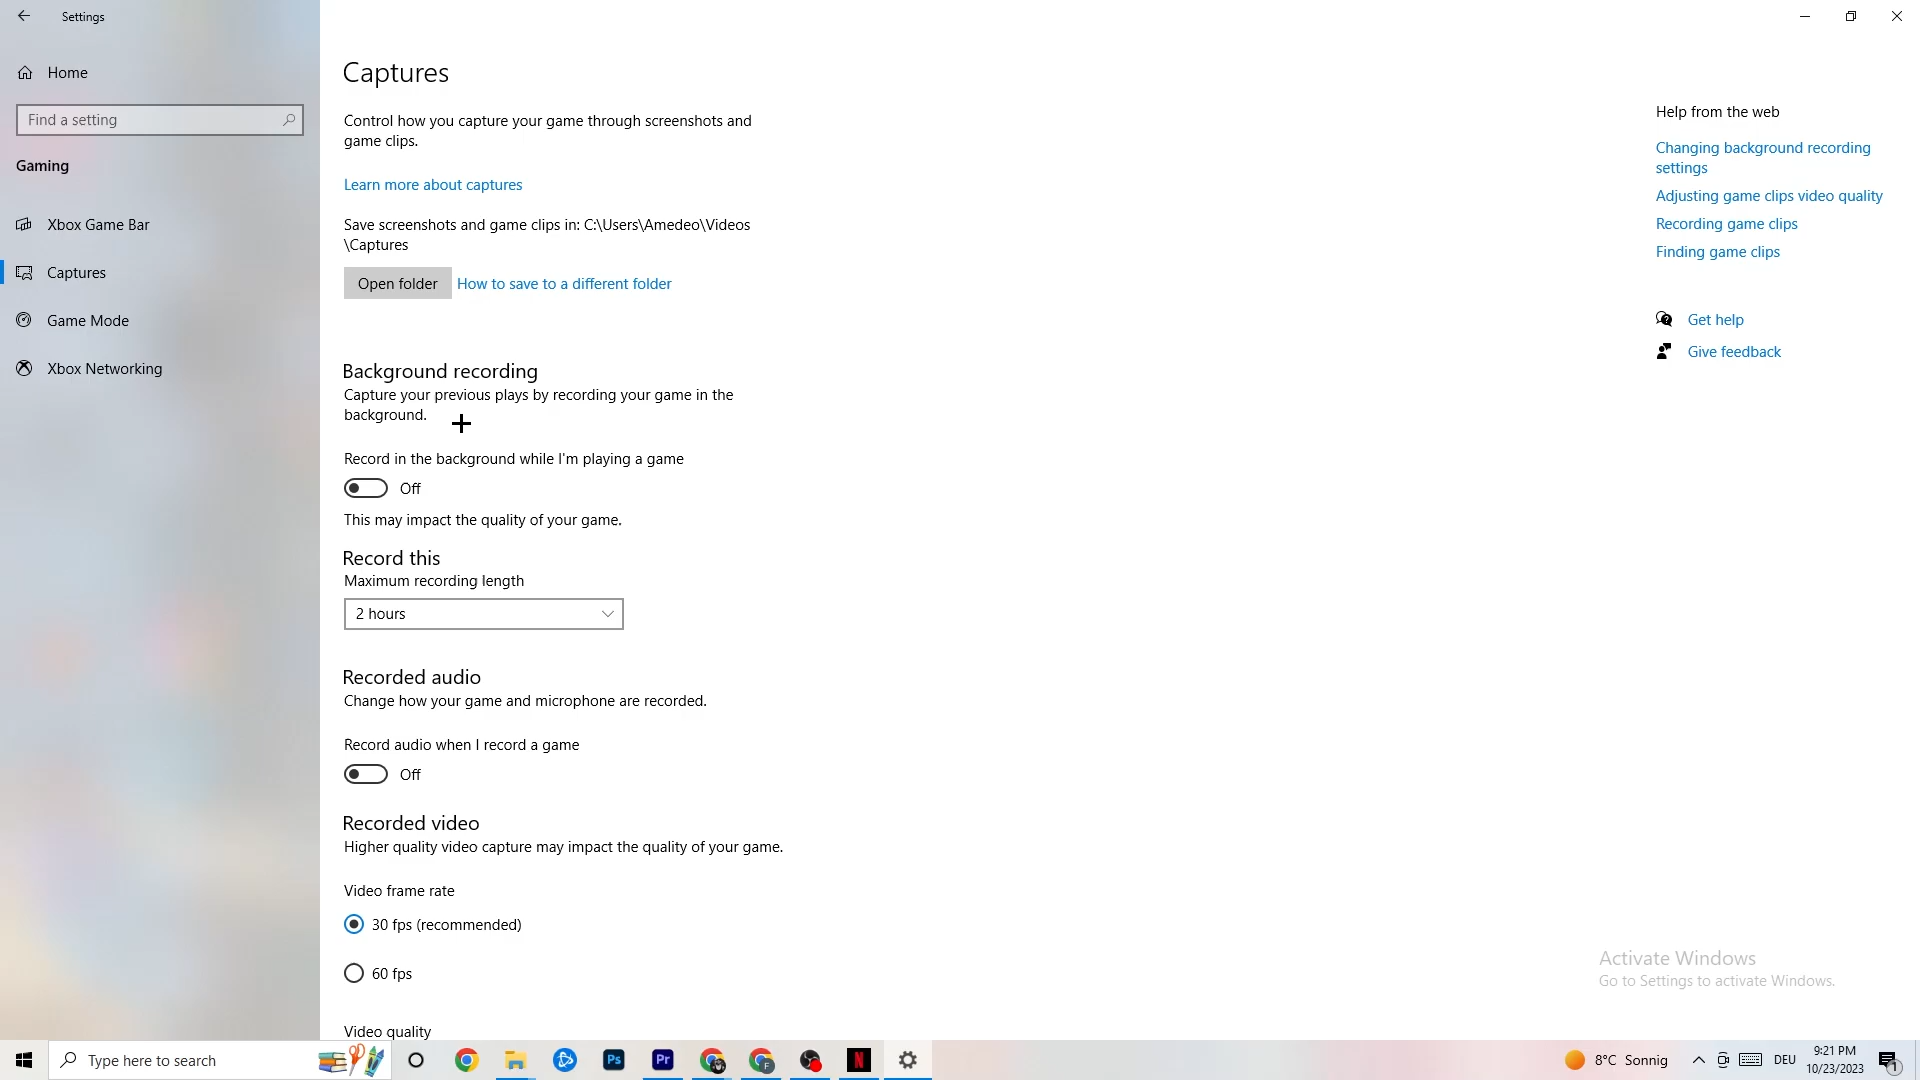 Settings
Home
Find a setting
Gaming
Xbox Game Bar
Captures
Game Mode
Xbox Networking
Captures
Control how you capture your game through screenshots and
game clips.
Learn more about captures
Save screenshots and game clips in: C:\Users\Amedeo\Videos
\Captures
Open folder
How to save to a different folder
Background recording
Capture your previous plays by recording your game in the
background.
Record in the background while I'm playing a game
Off
This may impact the quality of your game.
Record this
Maximum recording length
2 hours
Recorded audio
Change how your game and microphone are recorded.
Record audio when I record a game
Off
Recorded video
Higher quality video capture may impact the quality of your game.
Video frame rate
30 fps (recommended)
60 fps
Video quality
Help from the web
Changing background recording
settings
Adjusting game clips video quality
Recording game clips
Finding game clips
Get help
Give feedback
Activate Windows
Go to Settings to activate Windows.
Type here to search
Ps
Pr
F
N
8°C Sonnig
DEU
9:21 PM
10/23/2023
1